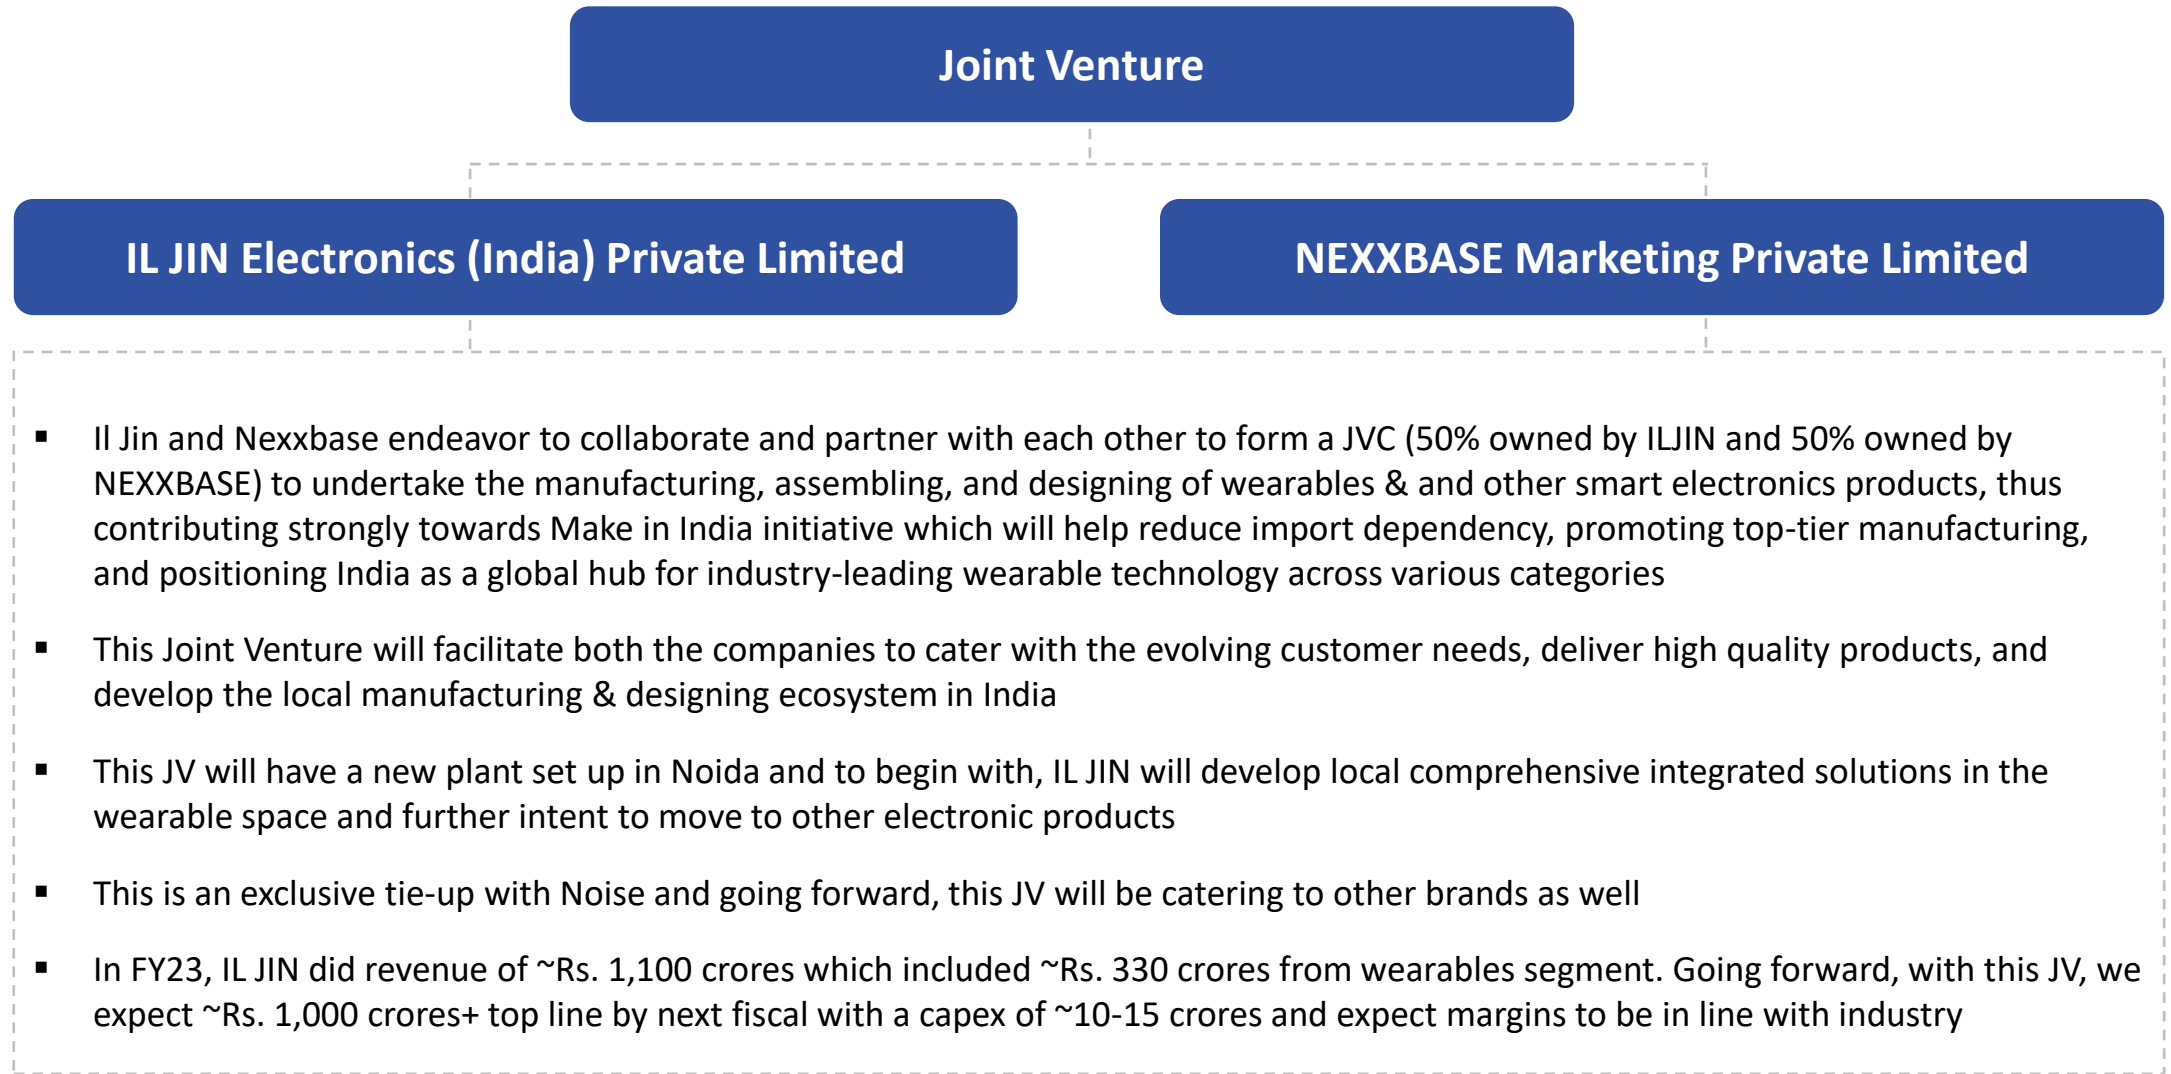 Joint Venture
IL JIN Electronics (India) Private Limited
NEXXBASE Marketing Private Limited
▪ Il Jin and Nexxbase endeavor to collaborate and partner with each other to form a JVC (50% owned by ILJIN and 50% owned by
NEXXBASE) to undertake the manufacturing, assembling, and designing of wearables & and other smart electronics products, thus
contributing strongly towards Make in India initiative which will help reduce import dependency, promoting top-tier manufacturing,
and positioning India as a global hub for industry-leading wearable technology across various categories
▪ This Joint Venture will facilitate both the companies to cater with the evolving customer needs, deliver high quality products, and
develop the local manufacturing & designing ecosystem in India
▪ This JV will have a new plant set up in Noida and to begin with, IL JIN will develop local comprehensive integrated solutions in the
wearable space and further intent to move to other electronic products
▪ This is an exclusive tie-up with Noise and going forward, this JV will be catering to other brands as well
▪ In FY23, IL JIN did revenue of ~Rs. 1,100 crores which included ~Rs. 330 crores from wearables segment. Going forward, with this JV, we
expect ~Rs. 1,000 crores+ top line by next fiscal with a capex of ~10-15 crores and expect margins to be in line with industry